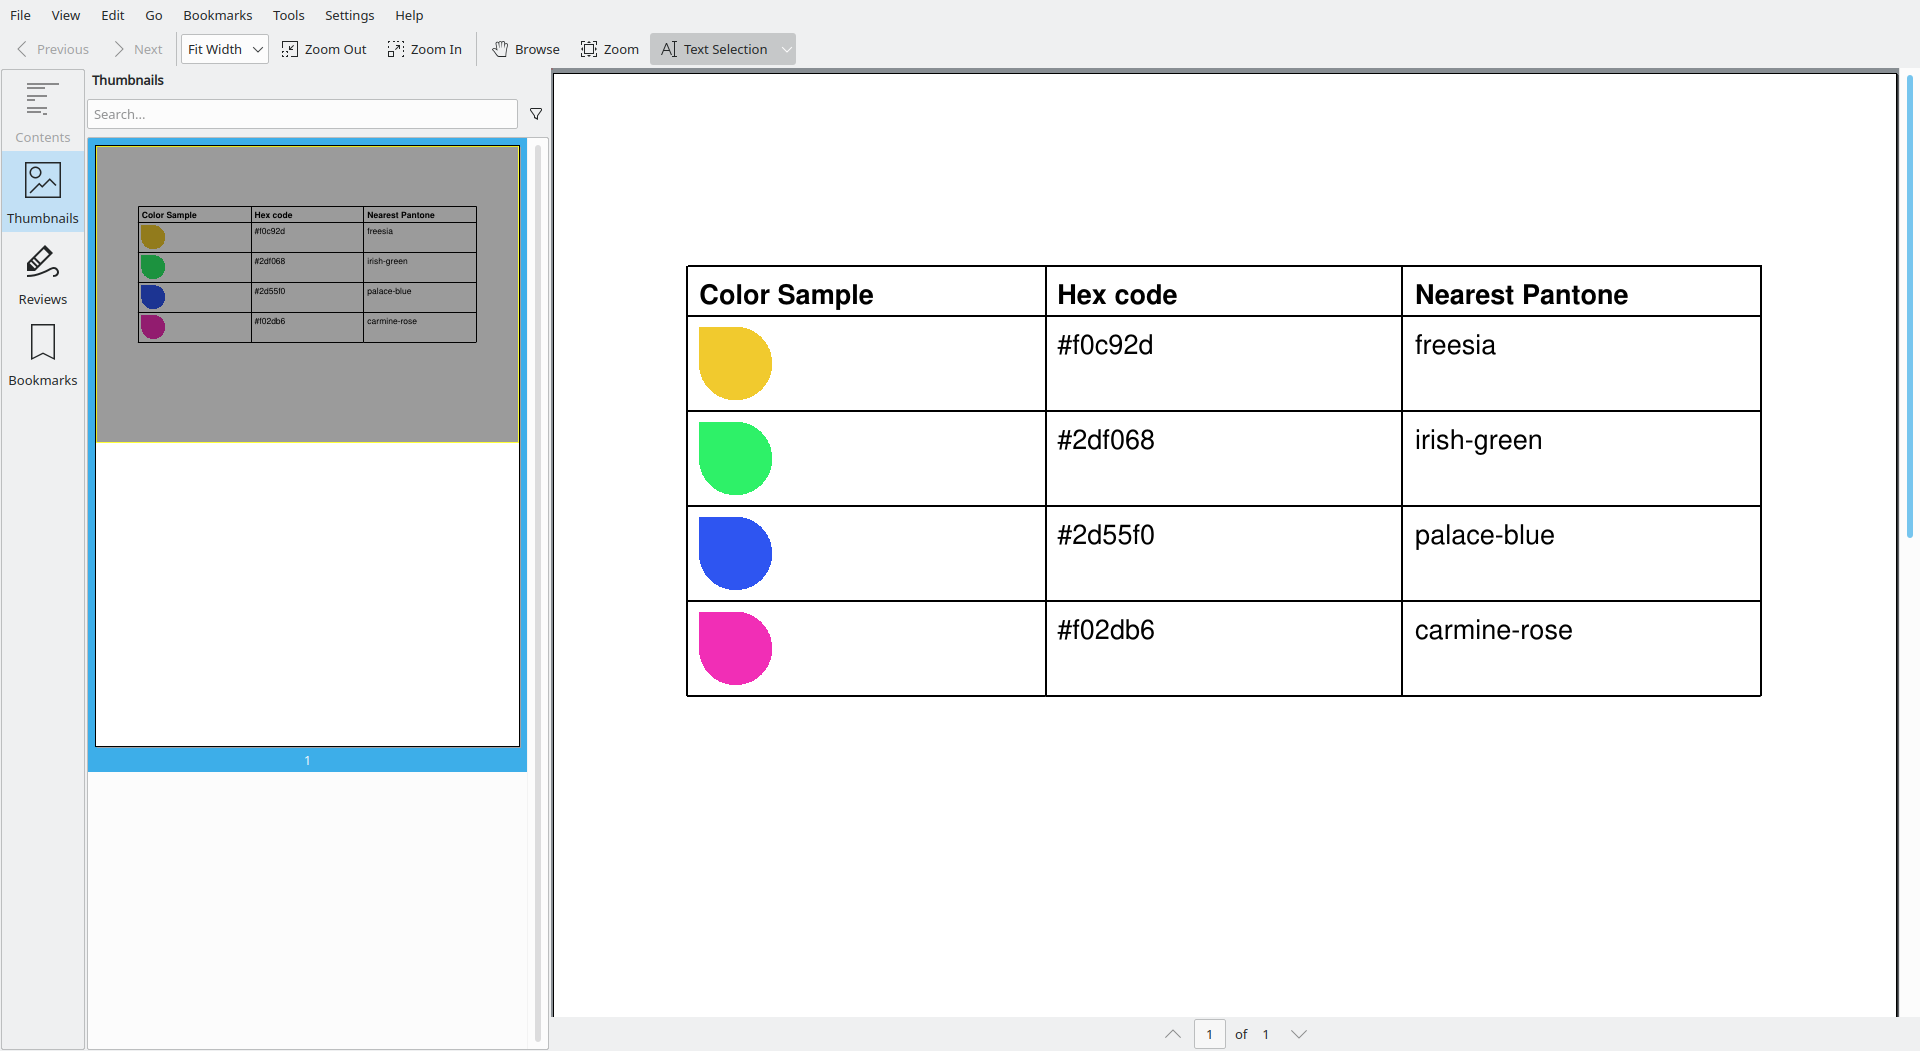 File View Edit Go Bookmarks Tools Settings Help
Previous Next Fit Width Zoom Out Zoom In Browse Zoom Text Selection
Contents
Thumbnails
Reviews
Bookmarks
Thumbnails
Search...
Color Sample Hex code Nearest Pantone
#f0c92d freesia
#2df068 irish-green
#2d55f0 palace-blue
#f02db6 carmine-rose
1
Color Sample Hex code Nearest Pantone
#f0c92d freesia
#2df068 irish-green
#2d55f0 palace-blue
#f02db6 carmine-rose
1 of 1